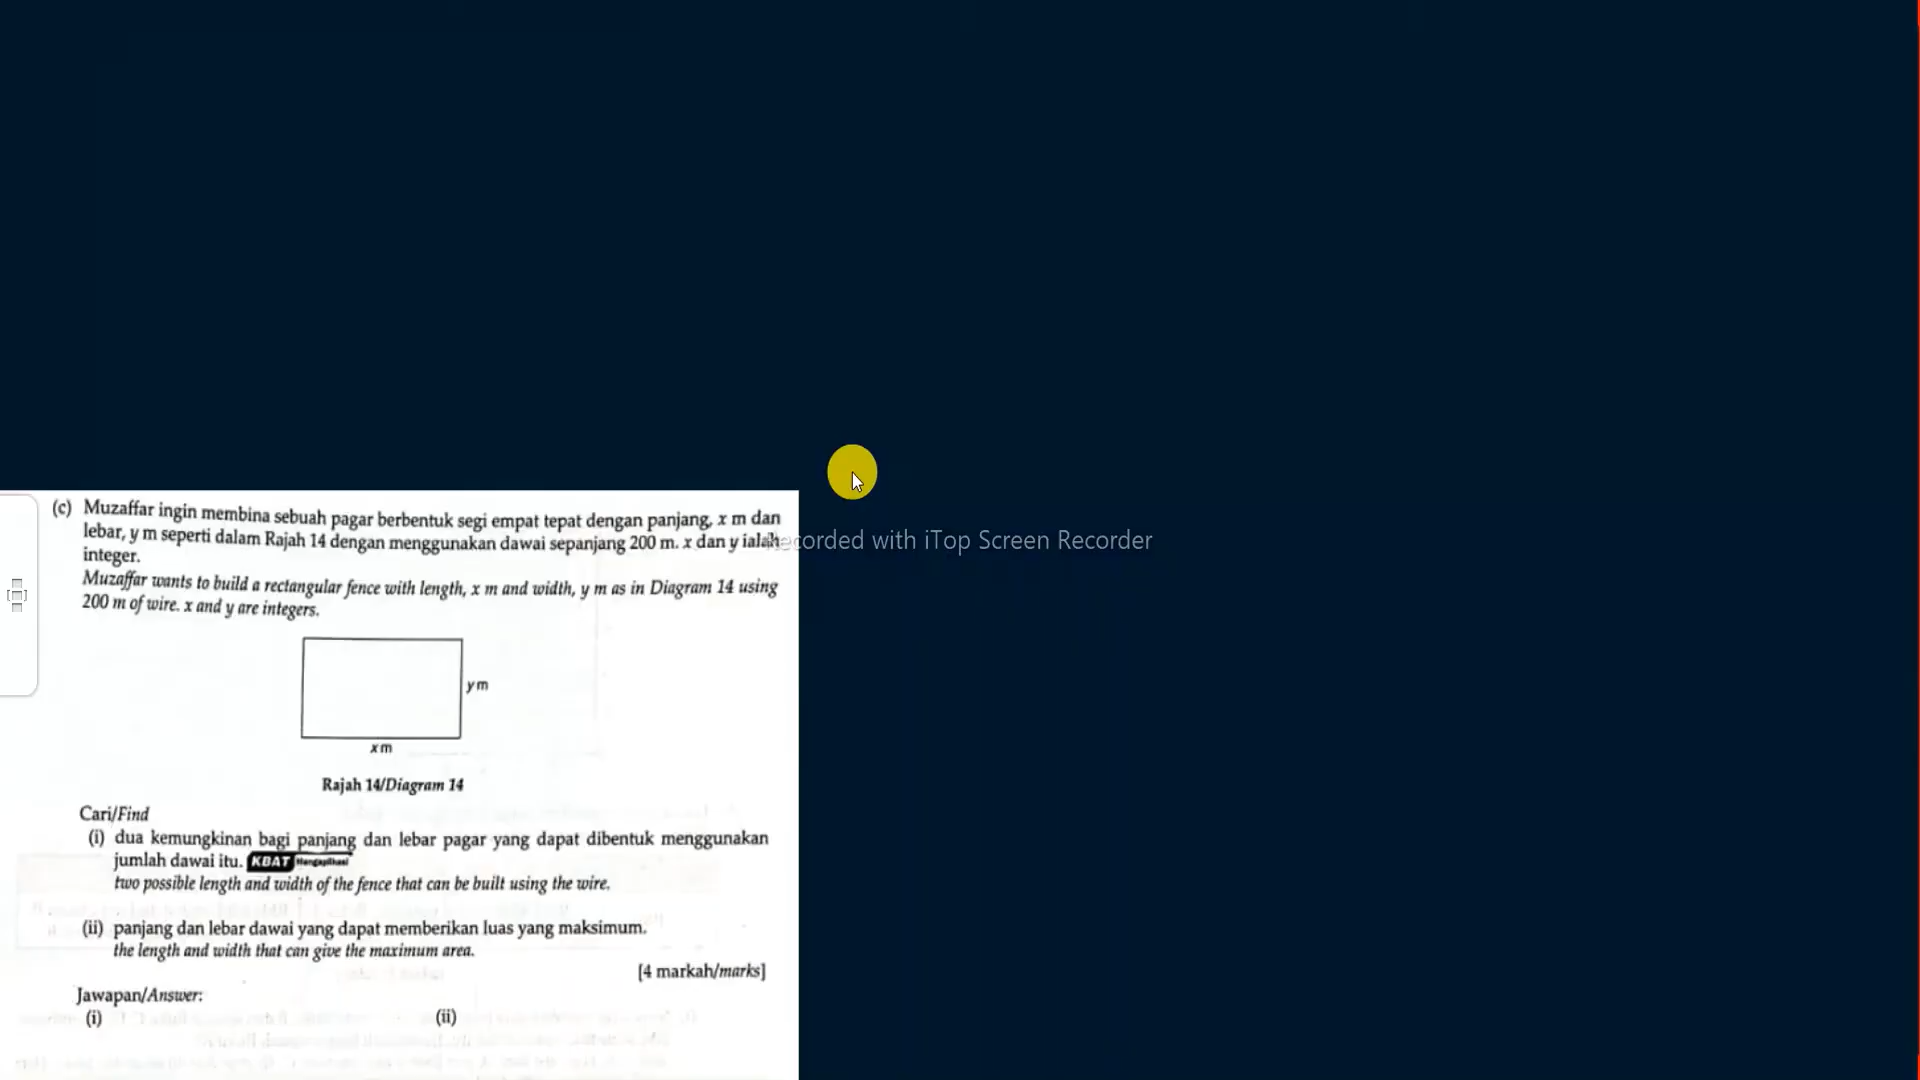 (c) Muzaffar ingin membina sebuah pagar berbentuk segi empat tepat dengan panjang, x m dan
lebar, y m seperti dalam Rajah 14 dengan menggunakan dawai sepanjang 200 m. x dan y ialah
integer.
Muzaffar wants to build a rectangular fence with length, x m and width, y m as in Diagram 14 using
200 m of wire. x and y are integers.
y m
x m
Rajah 14/Diagram 14
Cari/Find
(i) dua kemungkinan bagi panjang dan lebar pagar yang dapat dibentuk menggunakan
jumlah dawai itu. KBAT Mengaplikasi
two possible length and width of the fence that can be built using the wire.
(ii) panjang dan lebar dawai yang dapat memberikan luas yang maksimum.
the length and width that can give the maximum area.
[4 markah/marks]
Jawapan/Answer:
(i) (ii)
Recorded with iTop Screen Recorder